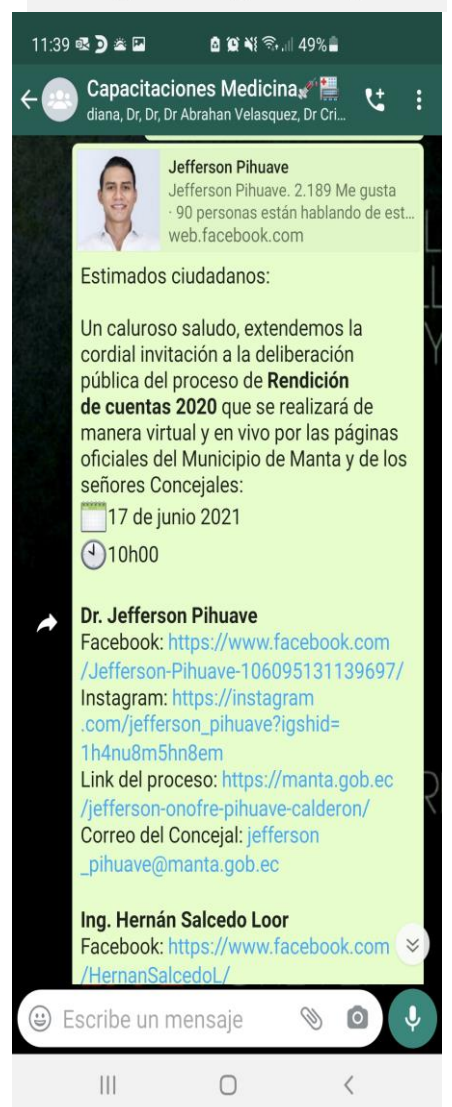 11:39 49%
Capacitaciones Medicina
diana, Dr, Dr, Dr Abrahan Velasquez, Dr Cri...
Jefferson Pihuave
Jefferson Pihuave. 2.189 Me gusta
· 90 personas están hablando de est...
web.facebook.com
Estimados ciudadanos:
Un caluroso saludo, extendemos la
cordial invitación a la deliberación
pública del proceso de Rendición
de cuentas 2020 que se realizará de
manera virtual y en vivo por las páginas
oficiales del Municipio de Manta y de los
señores Concejales:
17 de junio 2021
10h00
Dr. Jefferson Pihuave
Facebook: https://www.facebook.com
/Jefferson-Pihuave-106095131139697/
Instagram: https://instagram
.com/jefferson_pihuave?igshid=
1h4nu8m5hn8em
Link del proceso: https://manta.gob.ec
/jefferson-onofre-pihuave-calderon/
Correo del Concejal: jefferson
_pihuave@manta.gob.ec
Ing. Hernán Salcedo Loor
Facebook: https://www.facebook.com
/HernanSalcedoL/
Escribe un mensaje